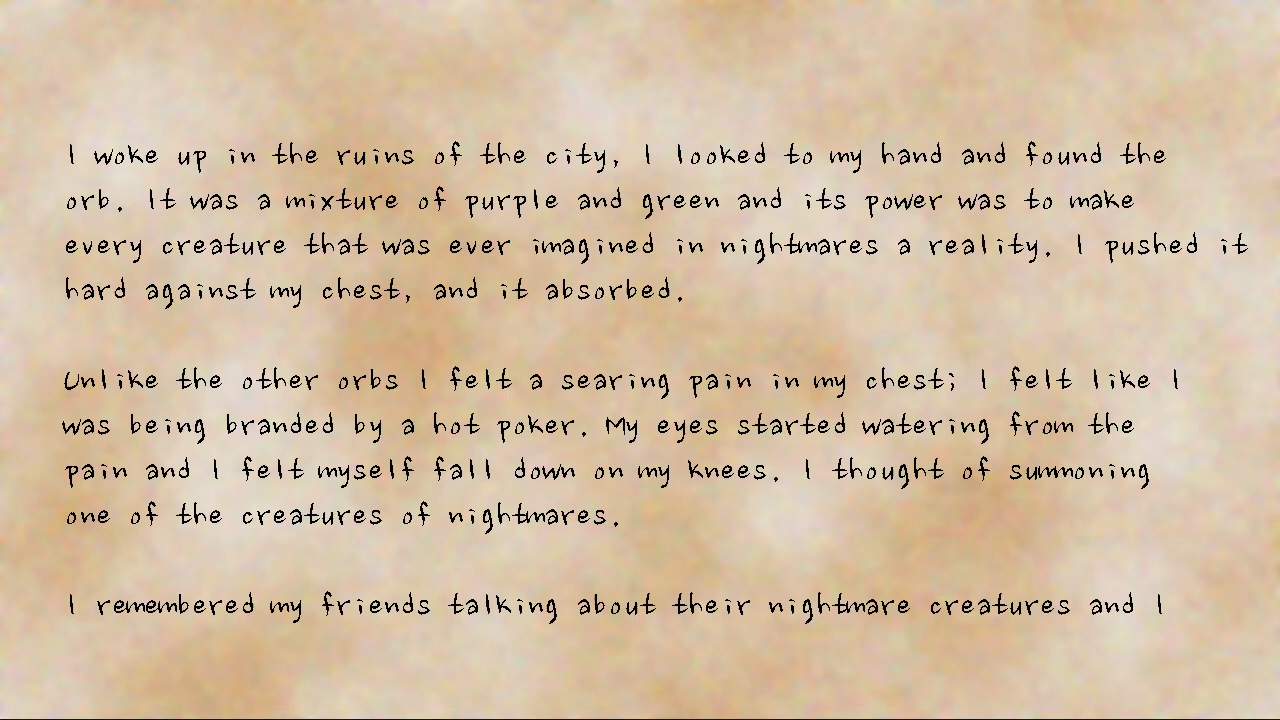 I woke up in the ruins of the city, I looked to my hand and found the
orb. It was a mixture of purple and green and its power was to make
every creature that was ever imagined in nightmares a reality. I pushed it
hard against my chest, and it absorbed.
Unlike the other orbs I felt a searing pain in my chest; I felt like I
was being branded by a hot poker. My eyes started watering from the
pain and I felt myself fall down on my knees. I thought of summoning
one of the creatures of nightmares.
I remembered my friends talking about their nightmare creatures and I